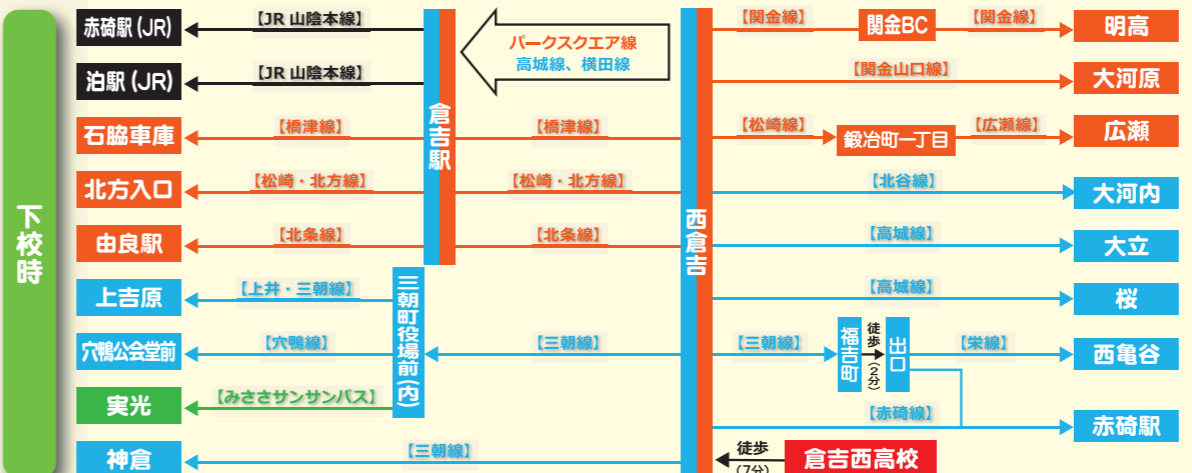 下校時
赤碕駅(JR)
【JR 山陰本線】
泊駅(JR)
【JR 山陰本線】
石脇車庫
【橋津線】
【橋津線】
北方入口
【松崎・北方線】
【松崎・北方線】
由良駅
【北条線】
【北条線】
倉吉駅
パークスクエア線
高城線、横田線
上吉原
【上井・三朝線】
穴鴨公会堂前
【穴鴨線】
【三朝線】
実光
【みささサンサンバス】
三朝町役場前(内)
神倉
【三朝線】
西倉吉
【関金線】
関金BC
【関金線】
明高
【関金山口線】
大河原
【松崎線】
鍛冶町一丁目
【広瀬線】
広瀬
【北谷線】
大河内
【高城線】
大立
【高城線】
桜
【三朝線】
福吉町
徒歩
(2分)
出口
【栄線】
西亀谷
【赤碕線】
赤碕駅
徒歩
(7分)
倉吉西高校